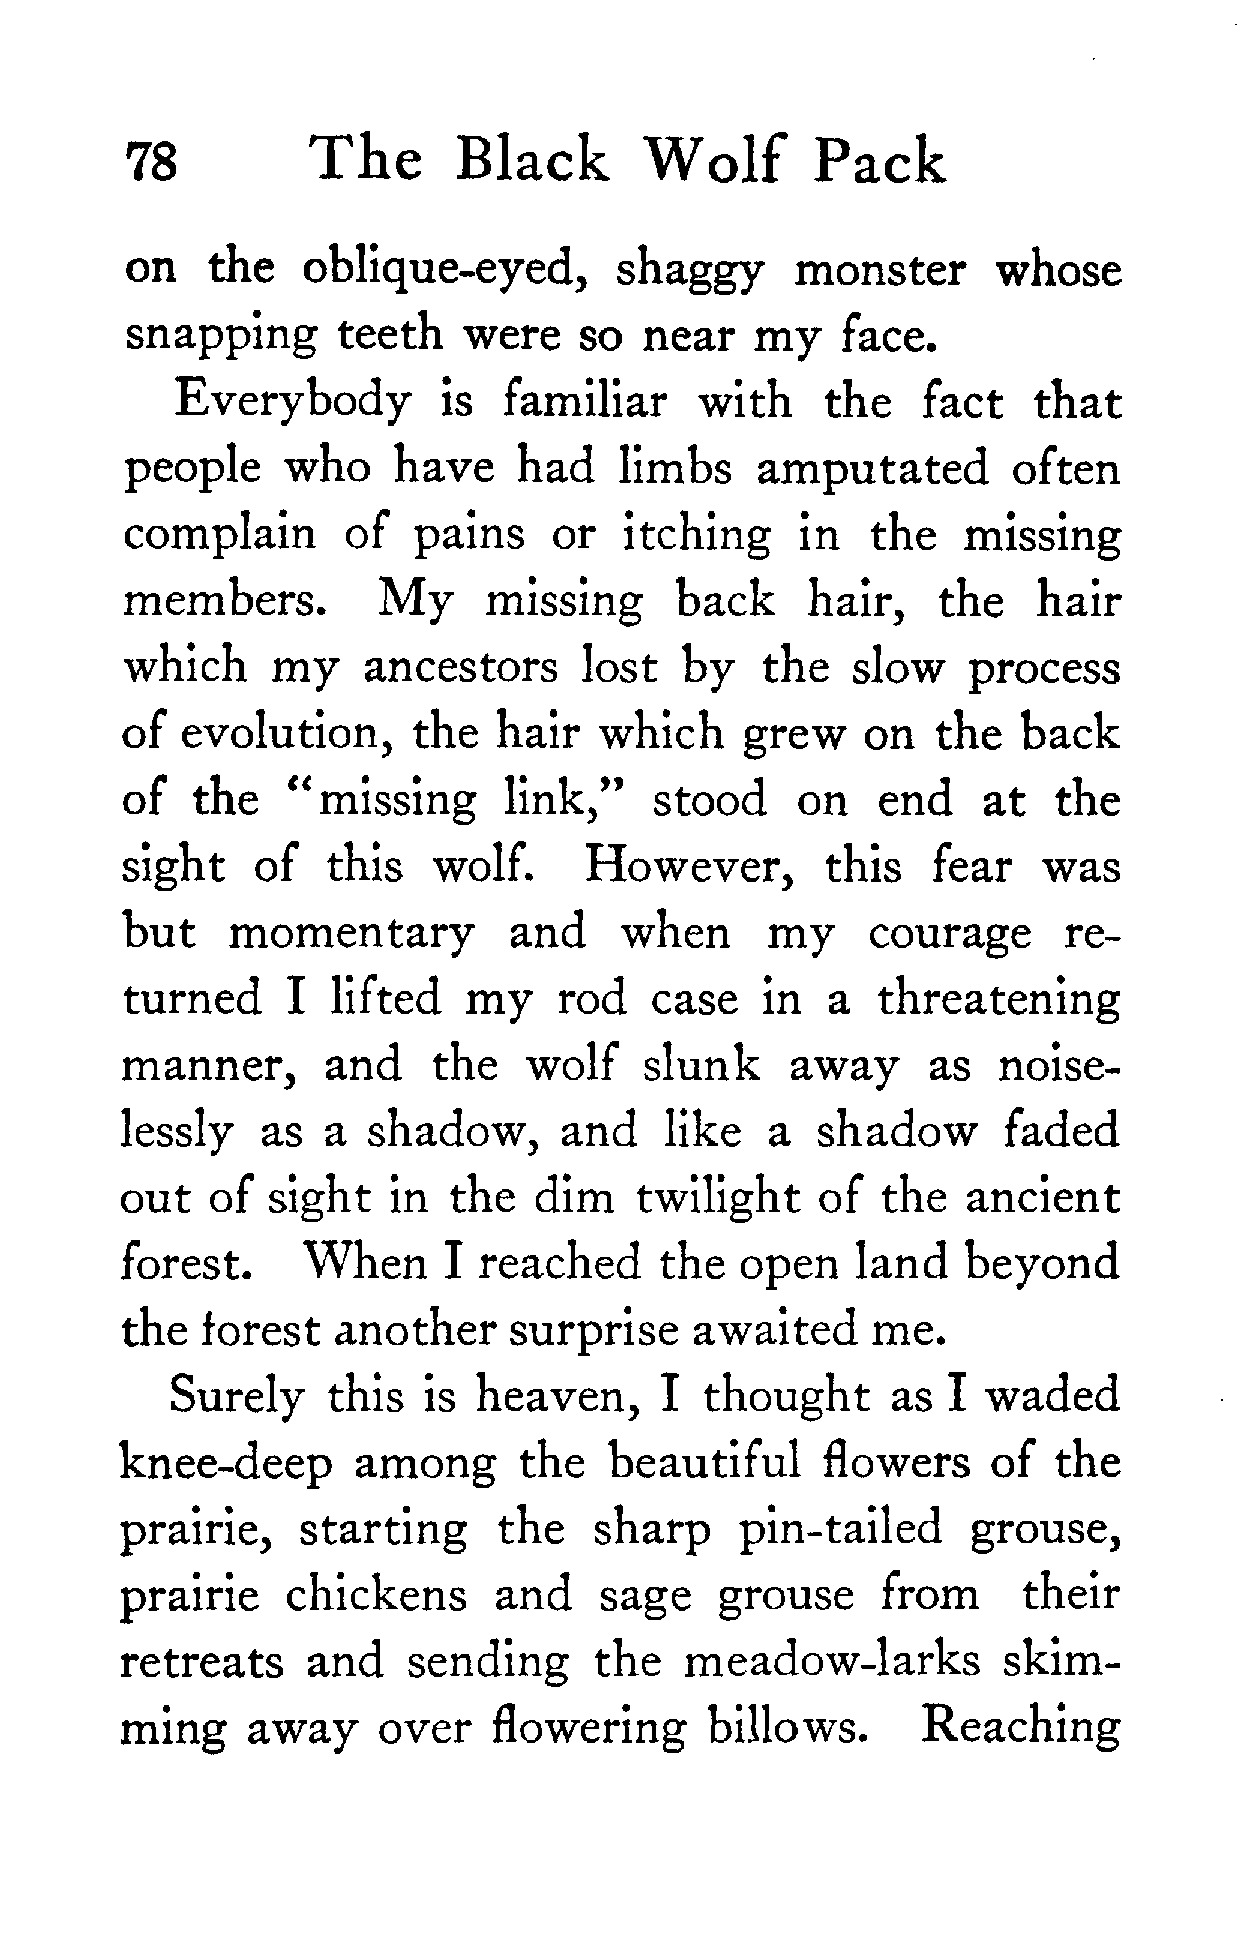 78 The Black Wolf Pack
on the oblique-eyed, shaggy monster whose
snapping teeth were so near my face.
Everybody is familiar with the fact that
people who have had limbs amputated often
complain of pains or itching in the missing
members. My missing back hair, the hair
which my ancestors lost by the slow process
of evolution, the hair which grew on the back
of the “missing link,” stood on end at the
sight of this wolf. However, this fear was
but momentary and when my courage re-
turned I lifted my rod case in a threatening
manner, and the wolf slunk away as noise-
lessly as a shadow, and like a shadow faded
out of sight in the dim twilight of the ancient
forest. When I reached the open land beyond
the forest another surprise awaited me.
Surely this is heaven, I thought as I waded
knee-deep among the beautiful flowers of the
prairie, starting the sharp pin-tailed grouse,
prairie chickens and sage grouse from their
retreats and sending the meadow-larks skim-
ming away over flowering billows. Reaching